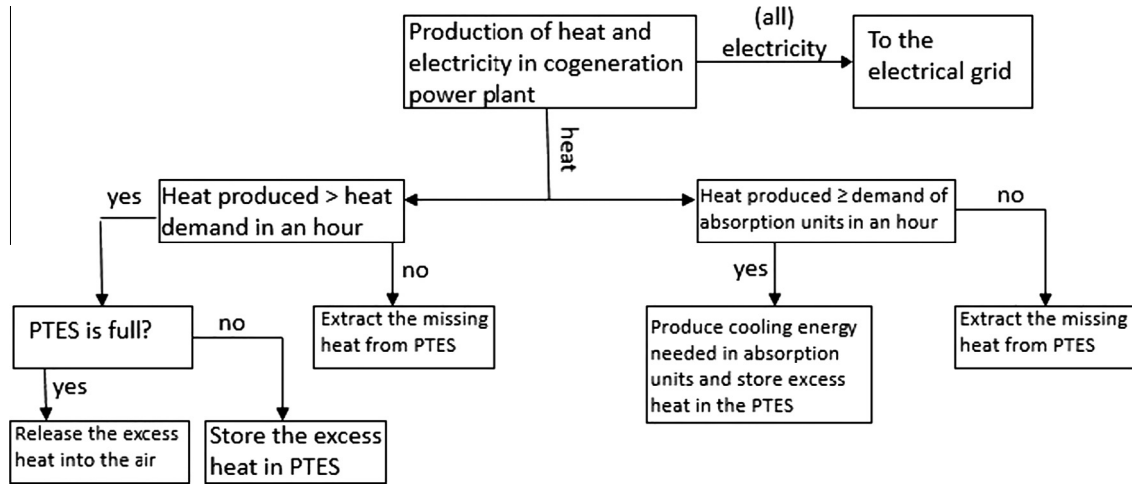 Production of heat and
electricity in cogeneration
power plant
(all)
electricity
To the
electrical grid
heat
yes
Heat produced > heat
demand in an hour
Heat produced ≥ demand of
absorption units in an hour
no
no
yes
PTES is full?
no
Extract the missing
heat from PTES
Produce cooling energy
needed in absorption
units and store excess
heat in the PTES
Extract the missing
heat from PTES
yes
Release the excess
heat into the air
Store the excess
heat in PTES